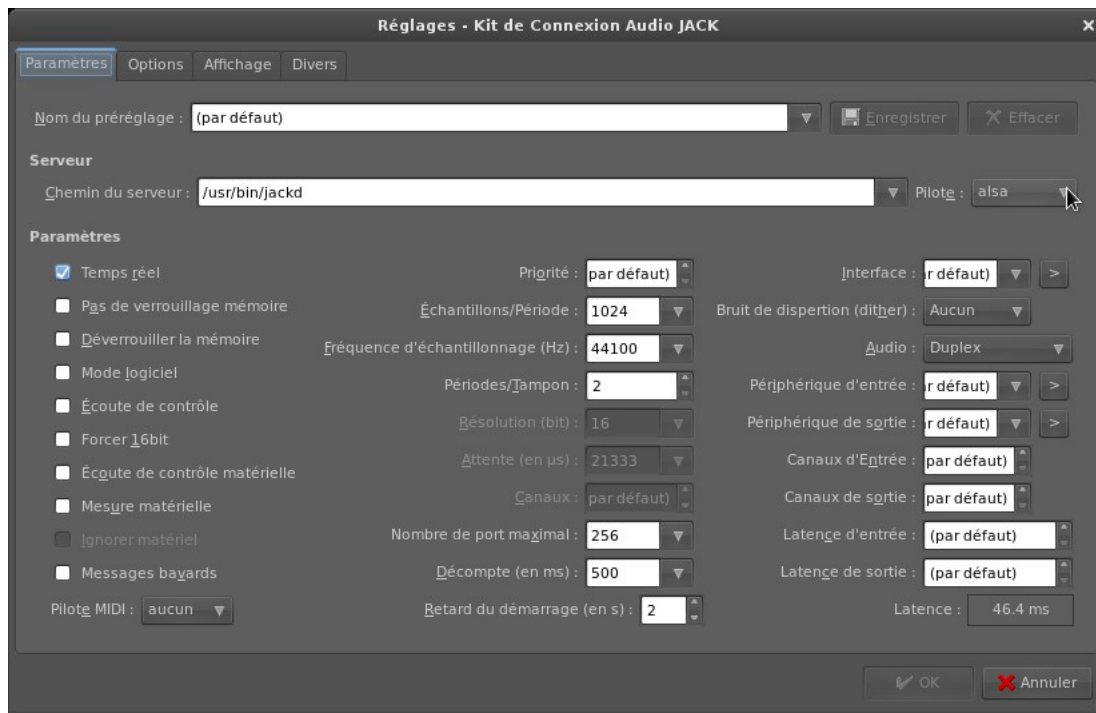 Réglages - Kit de Connexion Audio JACK
Paramètres Options Affichage Divers
Nom du préréglage : (par défaut) Enregistrer Effacer
Serveur
Chemin du serveur : /usr/bin/jackd Pilote : alsa
Paramètres
Temps réel Priorité : par défaut) Interface : r défaut) >
Pas de verrouillage mémoire Échantillons/Période : 1024 Bruit de dispertion (dither) : Aucun
Déverrouiller la mémoire Fréquence d'échantillonnage (Hz) : 44100 Audio : Duplex
Mode logiciel Périodes/Tampon : 2 Périphérique d'entrée : r défaut) >
Écoute de contrôle Résolution (bit) : 16 Périphérique de sortie : r défaut) >
Forcer 16bit Attente (en µs) : 21333 Canaux d'Entrée : par défaut)
Écoute de contrôle matérielle Canaux : par défaut) Canaux de sortie : par défaut)
Mesure matérielle Nombre de port maximal : 256 Latence d'entrée : (par défaut)
Ignorer matériel Décompte (en ms) : 500 Latence de sortie : (par défaut)
Messages bavards
Pilote MIDI : aucun Retard du démarrage (en s) : 2 Latence : 46.4 ms
OK Annuler